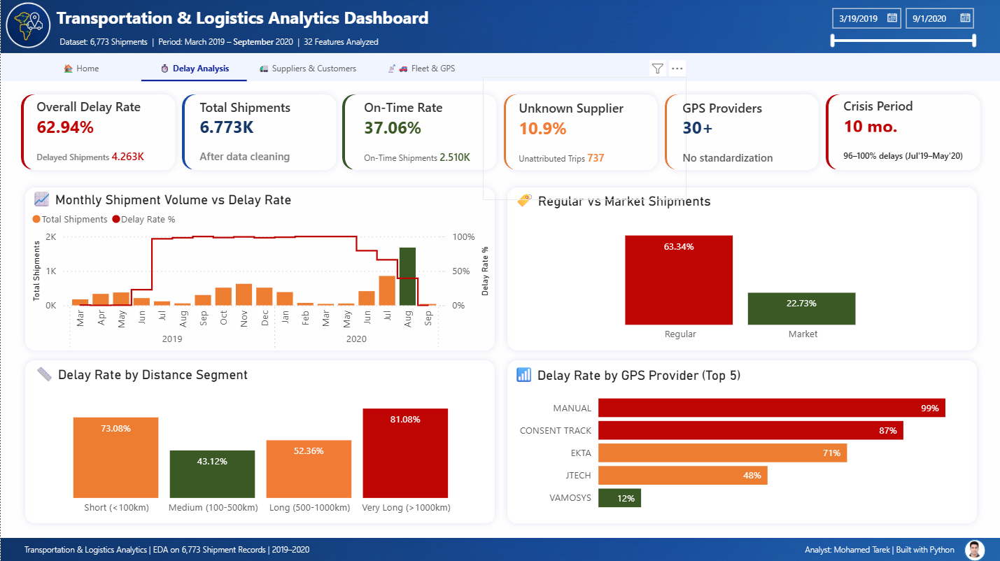 Transportation & Logistics Analytics Dashboard
Dataset: 6,773 Shipments | Period: March 2019 – September 2020 | 32 Features Analyzed
3/19/2019
9/1/2020
Home
Delay Analysis
Suppliers & Customers
Fleet & GPS
Overall Delay Rate
62.94%
Delayed Shipments 4.263K
Total Shipments
6.773K
After data cleaning
On-Time Rate
37.06%
On-Time Shipments 2.510K
Unknown Supplier
10.9%
Unattributed Trips 737
GPS Providers
30+
No standardization
Crisis Period
10 mo.
96–100% delays (Jul'19–May'20)
Monthly Shipment Volume vs Delay Rate
Total Shipments Delay Rate %
Total Shipments
2K
1K
0K
100%
50%
0%
Delay Rate %
Mar Apr May Jun Jul Aug Sep Oct Nov Dec Jan Feb Mar May Jun Jul Aug Sep
2019 2020
Regular vs Market Shipments
63.34%
22.73%
Regular Market
Delay Rate by Distance Segment
73.08%
43.12%
52.36%
81.08%
Short (<100km) Medium (100-500km) Long (500-1000km) Very Long (>1000km)
Delay Rate by GPS Provider (Top 5)
MANUAL 99%
CONSENT TRACK 87%
EKTA 71%
JTECH 48%
VAMOSYS 12%
Transportation & Logistics Analytics | EDA on 6,773 Shipment Records | 2019–2020
Analyst: Mohamed Tarek | Built with Python